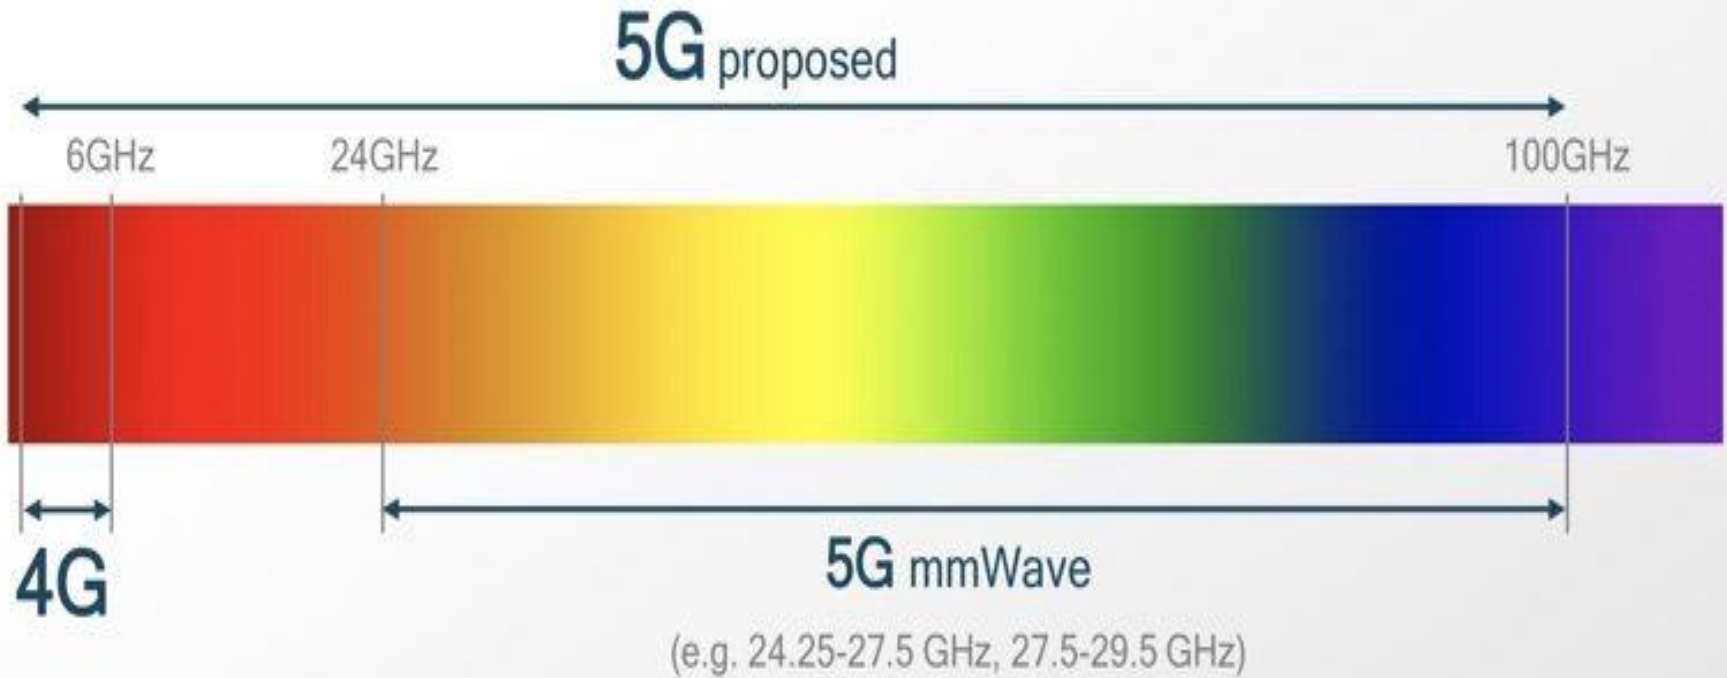 5G proposed
6GHz 24GHz 100GHz
4G
5G mmWave
(e.g. 24.25-27.5 GHz, 27.5-29.5 GHz)